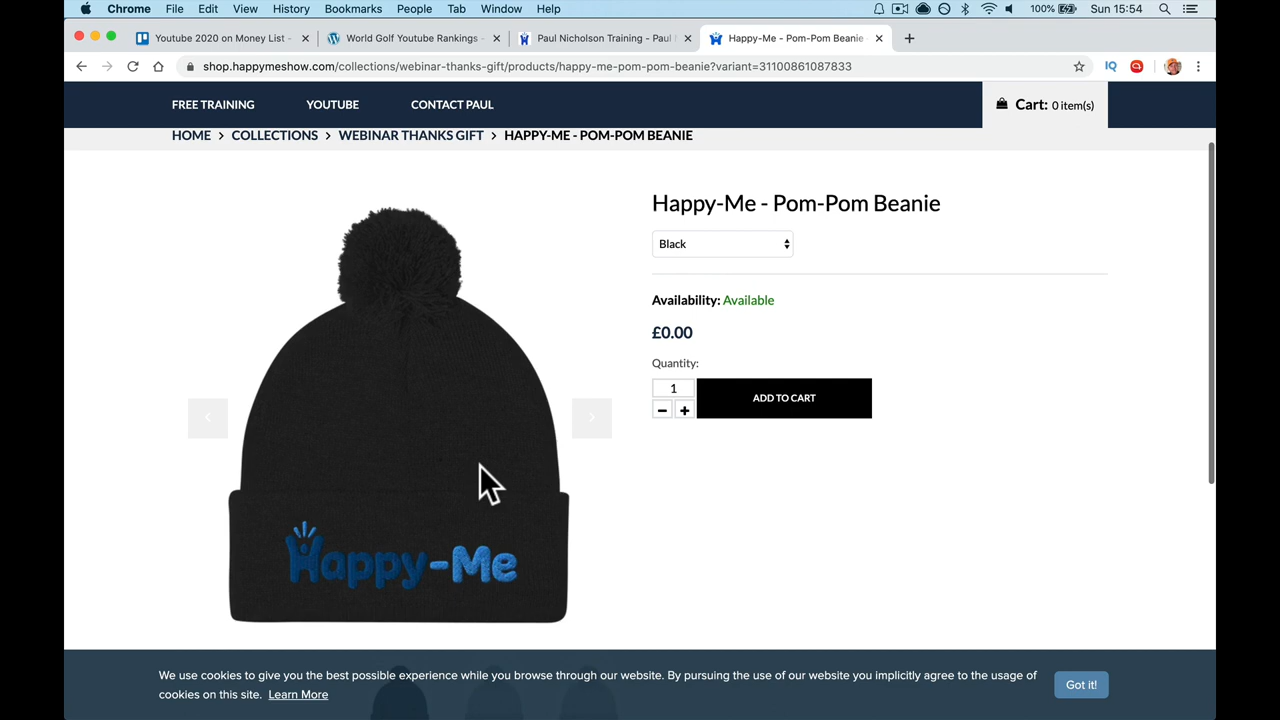 Chrome File Edit View History Bookmarks People Tab Window Help 100% Sun 15:54
Youtube 2020 on Money List - World Golf Youtube Rankings - Paul Nicholson Training - Paul Happy-Me - Pom-Pom Beanie
shop.happymeshow.com/collections/webinar-thanks-gift/products/happy-me-pom-pom-beanie?variant=31100861087833
IQ
FREE TRAINING YOUTUBE CONTACT PAUL Cart: 0 item(s)
HOME > COLLECTIONS > WEBINAR THANKS GIFT > HAPPY-ME - POM-POM BEANIE
Happy-Me - Pom-Pom Beanie
Black
Availability: Available
£0.00
Quantity:
1
ADD TO CART
Happy-Me
We use cookies to give you the best possible experience while you browse through our website. By pursuing the use of our website you implicitly agree to the usage of
cookies on this site. Learn More
Got it!